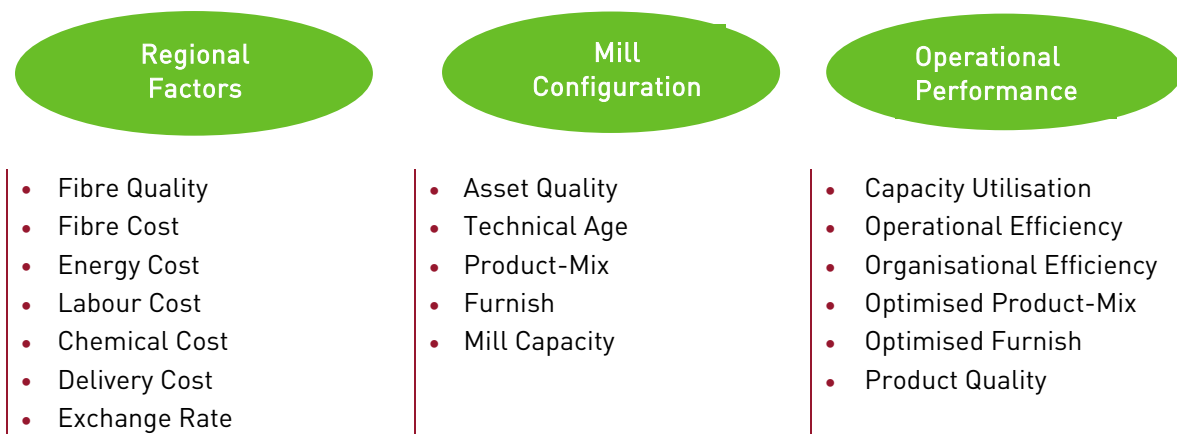 Regional
Factors
Fibre Quality
Fibre Cost
Energy Cost
Labour Cost
Chemical Cost
Delivery Cost
Exchange Rate
Mill
Configuration
Asset Quality
Technical Age
Product-Mix
Furnish
Mill Capacity
Operational
Performance
Capacity Utilisation
Operational Efficiency
Organisational Efficiency
Optimised Product-Mix
Optimised Furnish
Product Quality